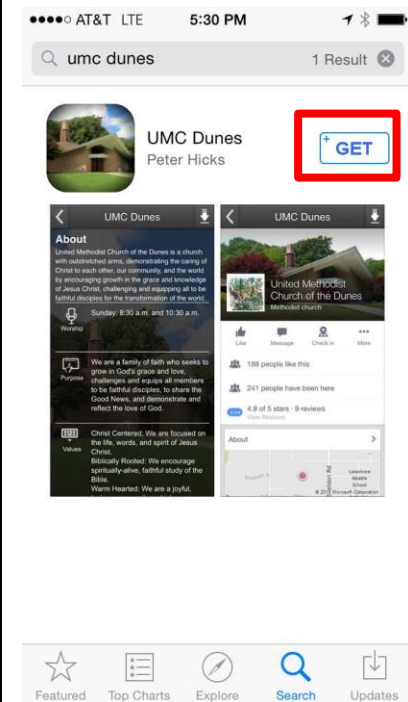 AT&T LTE 5:30 PM
umc dunes 1 Result
UMC Dunes
Peter Hicks
+ GET
UMC Dunes
About
United Methodist Church of the Dunes is a church
with outstretched arms, demonstrating the caring of
Christ to each other, our community, and the world
by encouraging growth in the grace and knowledge
of Jesus Christ, challenging and equipping all to be
faithful disciples for the transformation of the world.
Worship
Sunday: 8:30 a.m. and 10:30 a.m.
Purpose
We are a family of faith who seeks to
grow in God's grace and love,
challenges and equips all members
to be faithful disciples, to share the
Good News, and demonstrate and
reflect the love of God.
Values
Christ Centered: We are focused on
the life, words, and spirit of Jesus
Christ.
Biblically Rooted: We encourage
spiritually-alive, faithful study of the
Bible.
Warm Hearted: We are a joyful,
UMC Dunes
United Methodist
Church of the Dunes
Methodist church
Like Message Check in More
188 people like this
241 people have been here
4.9 of 5 stars · 9 reviews
View Reviews
About
Lakeshore
Middle
School
Microsoft Corporation
Featured Top Charts Explore Search Updates